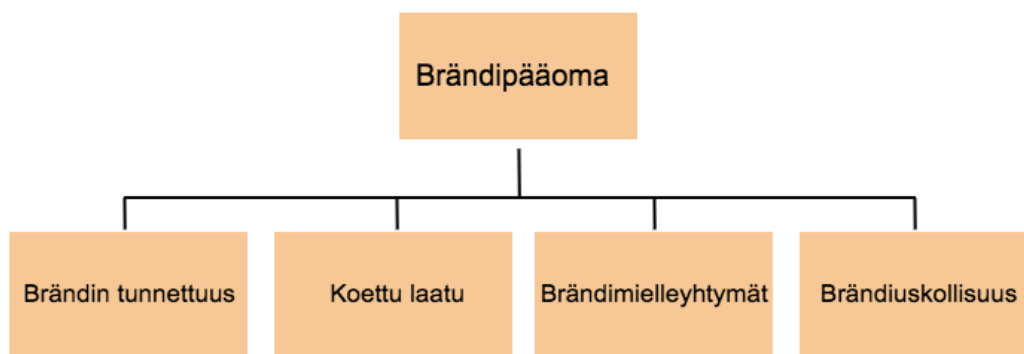 Brändipääoma
Brändin tunnettuus
Koettu laatu
Brändimielleyhtymät
Brändiuskollisuus